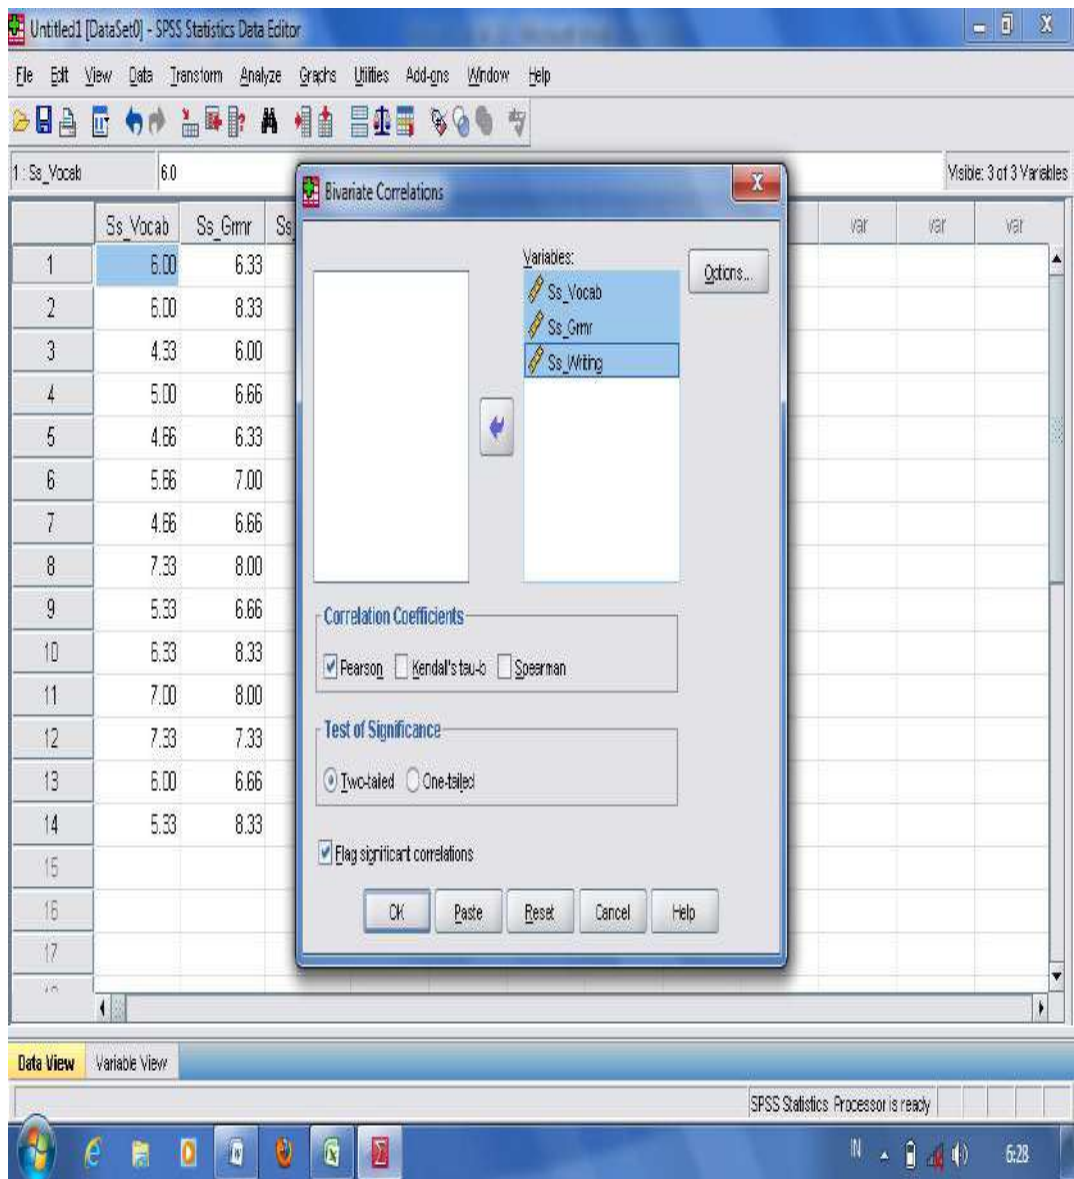 Untitled1 [DataSet0] - SPSS Statistics Data Editor
File Edit View Data Transform Analyze Graphs Utilities Add-ons Window Help
1 : Ss_Vocab 6.0 Visible: 3 of 3 Variables
Ss_Vocab Ss_Grmr Ss var var var
1 6.00 6.33
2 6.00 8.33
3 4.33 6.00
4 5.00 6.66
5 4.66 6.33
6 5.66 7.00
7 4.66 6.66
8 7.33 8.00
9 5.33 6.66
10 6.33 8.33
11 7.00 8.00
12 7.33 7.33
13 6.00 6.66
14 5.33 8.33
15
16
17
Bivariate Correlations
Variables:
Ss_Vocab
Ss_Grmr
Ss_Writing
Options...
Correlation Coefficients
Pearson Kendall's tau-b Spearman
Test of Significance
Two-tailed One-tailed
Flag significant correlations
OK Paste Reset Cancel Help
Data View Variable View
SPSS Statistics Processor is ready
IN 6:28